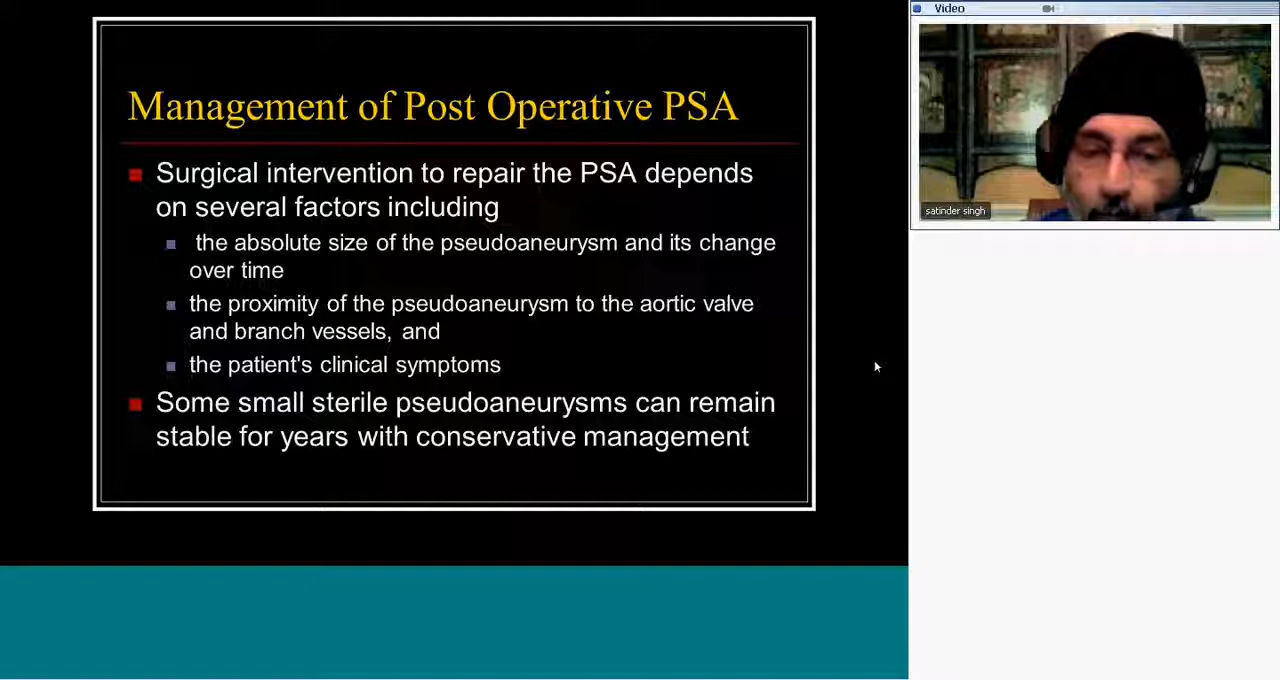 Management of Post Operative PSA
Surgical intervention to repair the PSA depends
on several factors including
the absolute size of the pseudoaneurysm and its change
over time
the proximity of the pseudoaneurysm to the aortic valve
and branch vessels, and
the patient's clinical symptoms
Some small sterile pseudoaneurysms can remain
stable for years with conservative management
Video
satinder singh